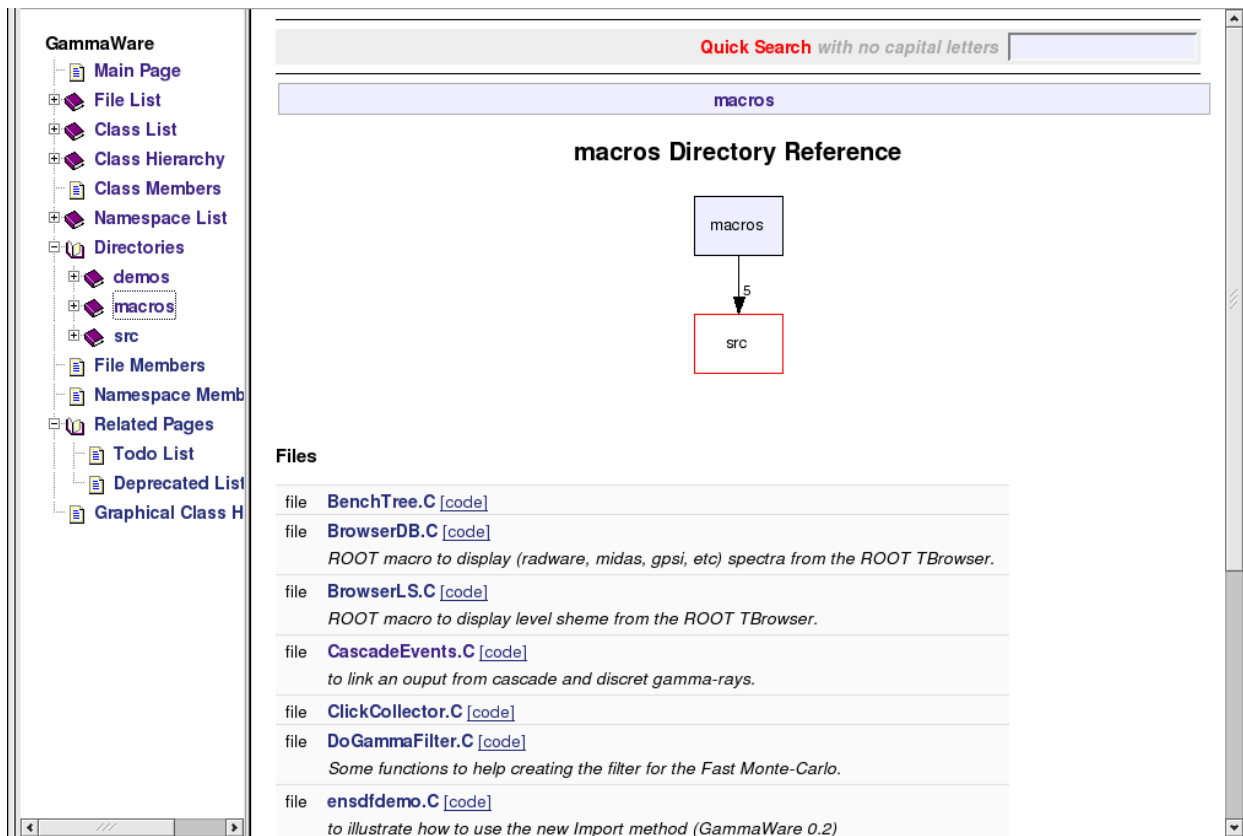 GammaWare
Main Page
File List
Class List
Class Hierarchy
Class Members
Namespace List
Directories
demos
macros
src
File Members
Namespace Memb
Related Pages
Todo List
Deprecated List
Graphical Class H
Quick Search with no capital letters
macros
macros Directory Reference
macros
5
src
Files
file BenchTree.C [code]
file BrowserDB.C [code]
ROOT macro to display (radware, midas, gpsi, etc) spectra from the ROOT TBrowser.
file BrowserLS.C [code]
ROOT macro to display level sheme from the ROOT TBrowser.
file CascadeEvents.C [code]
to link an ouput from cascade and discret gamma-rays.
file ClickCollector.C [code]
file DoGammaFilter.C [code]
Some functions to help creating the filter for the Fast Monte-Carlo.
file ensdfdemo.C [code]
to illustrate how to use the new Import method (GammaWare 0.2)